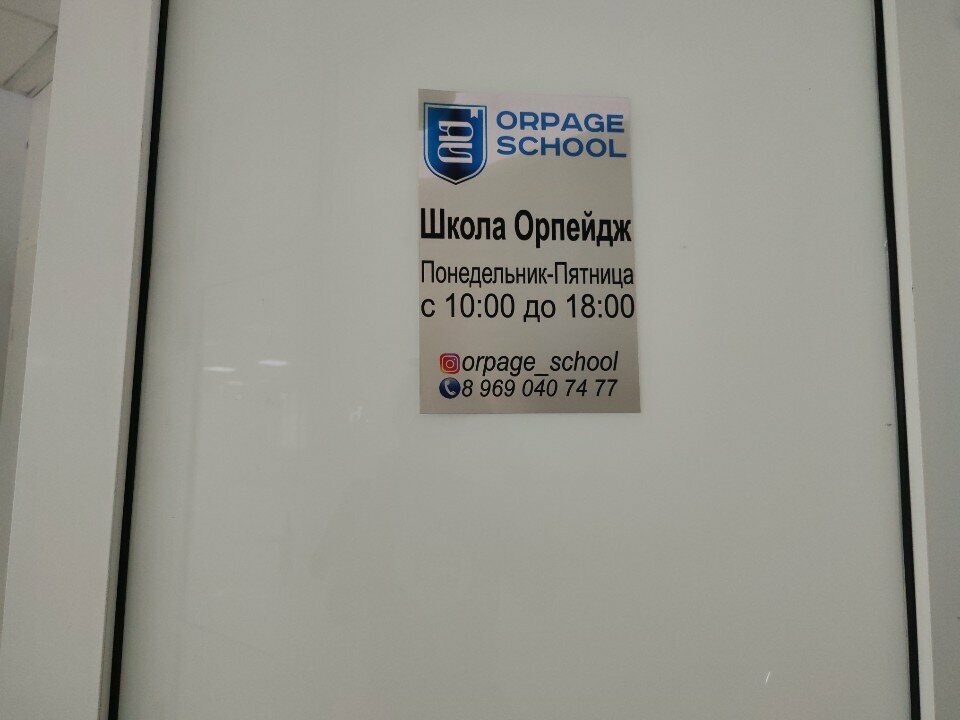 ORPAGE
SCHOOL
Школа Орпейдж
Понедельник-Пятница
с 10:00 до 18:00
orpage_school
8 969 040 74 77